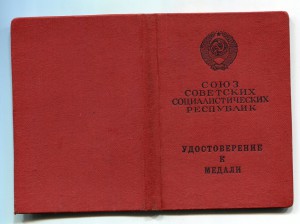 СОЮЗ
СОВЕТСКИХ
СОЦИАЛИСТИЧЕСКИХ
РЕСПУБЛИК
УДОСТОВЕРЕНИЕ
К
МЕДАЛИ